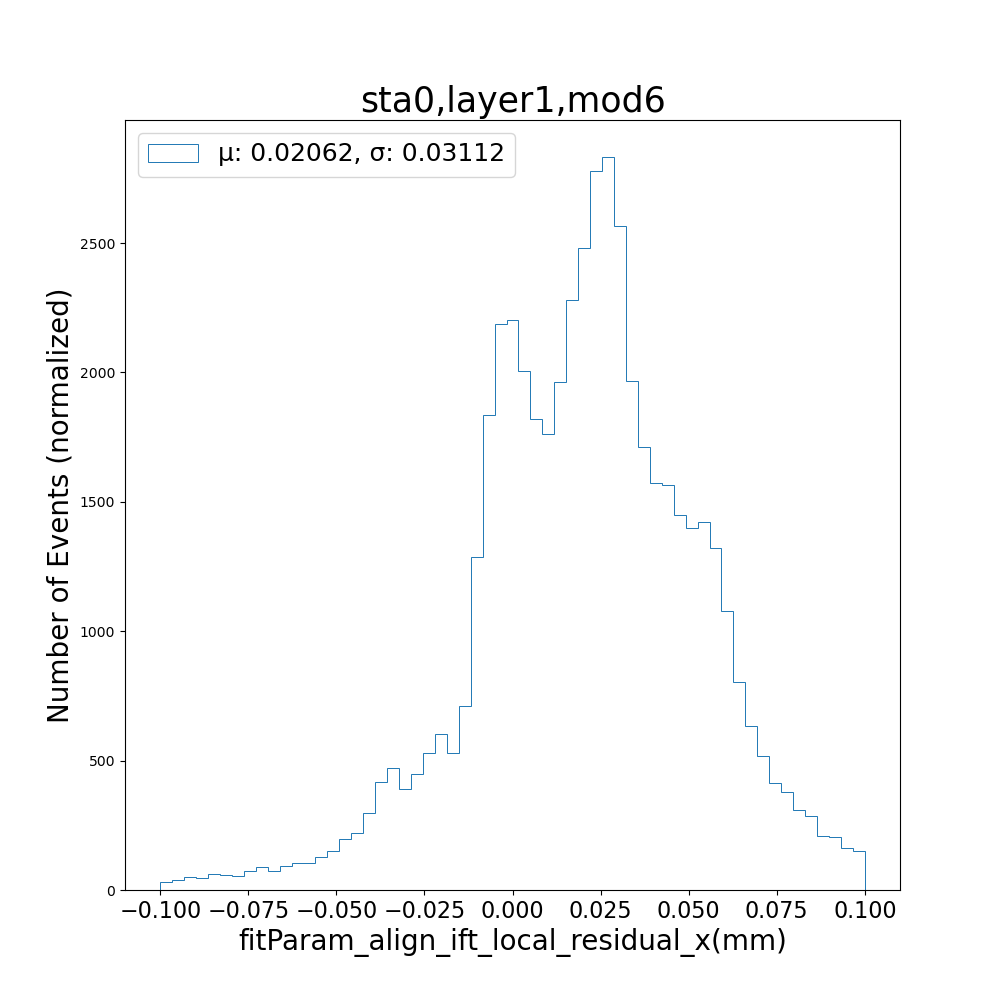 sta0,layer1,mod6
μ: 0.02062, σ: 0.03112
Number of Events (normalized)
2500
2000
1500
1000
500
0
−0.100 −0.075 −0.050 −0.025 0.000 0.025 0.050 0.075 0.100
fitParam_align_ift_local_residual_x(mm)